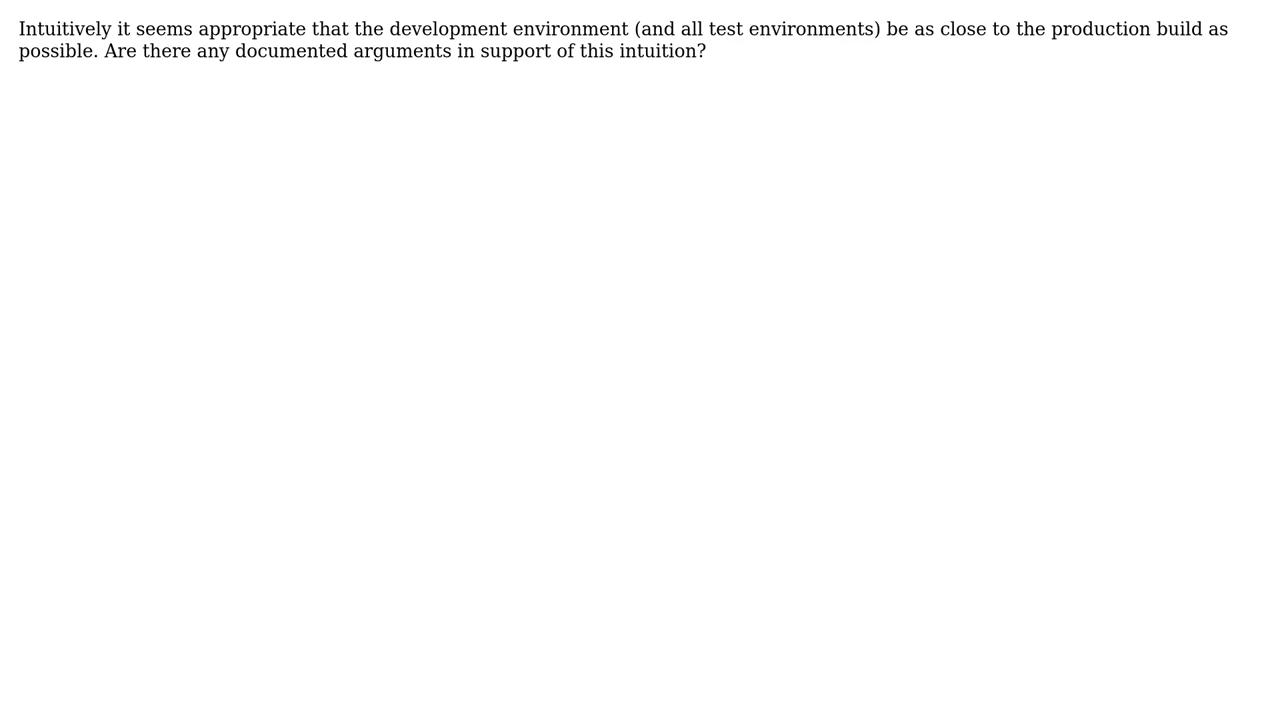 Intuitively it seems appropriate that the development environment (and all test environments) be as close to the production build as
possible. Are there any documented arguments in support of this intuition?